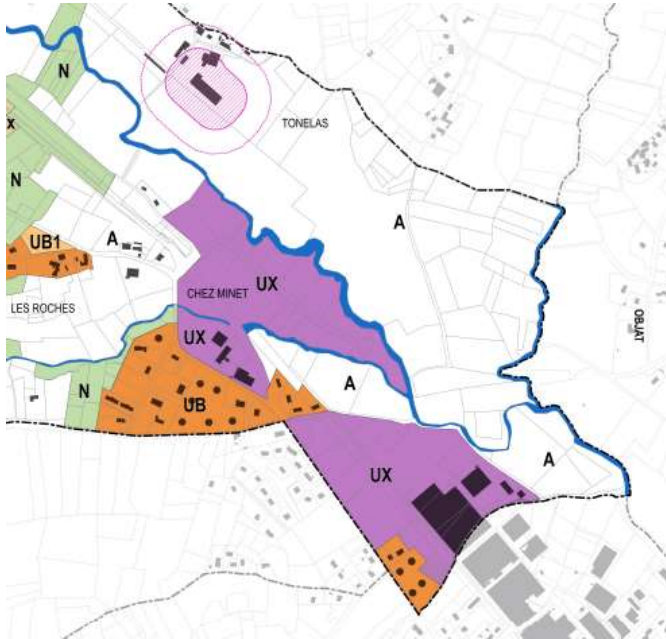 N
TONELAS
x
N
A
UB1
A
UX
CHEZ MINET
LES ROCHES
UX
OBJAT
A
N
UB
A
UX